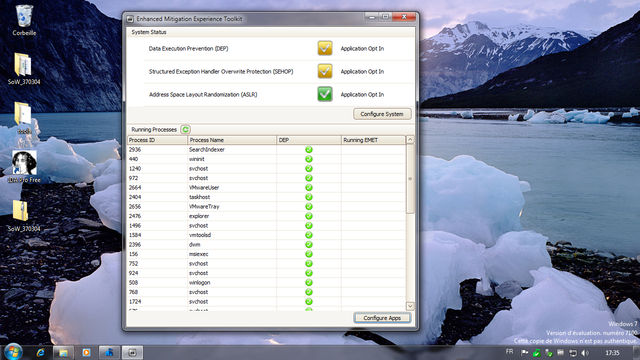 Corbeille
SoW_370304
tools
Pro Free
SoW_370304
Enhanced Mitigation Experience Toolkit
System Status
Data Execution Prevention (DEP) Application Opt In
Structured Exception Handler Overwrite Protection (SEHOP) Application Opt In
Address Space Layout Randomization (ASLR) Application Opt In
Configure System
Running Processes
Process ID Process Name DEP Running EMET
2936 SearchIndexer
440 wininit
1240 svchost
972 svchost
2664 VMwareUser
2404 taskhost
2656 VMwareTray
2476 explorer
1496 svchost
1584 vmtoolsd
2396 dwm
156 msiexec
752 svchost
924 svchost
508 winlogon
768 svchost
1724 svchost
svchost
Configure Apps
Windows 7
Version d'évaluation. numéro 7100
Cette copie de Windows n'est pas authentique
FR 17:35